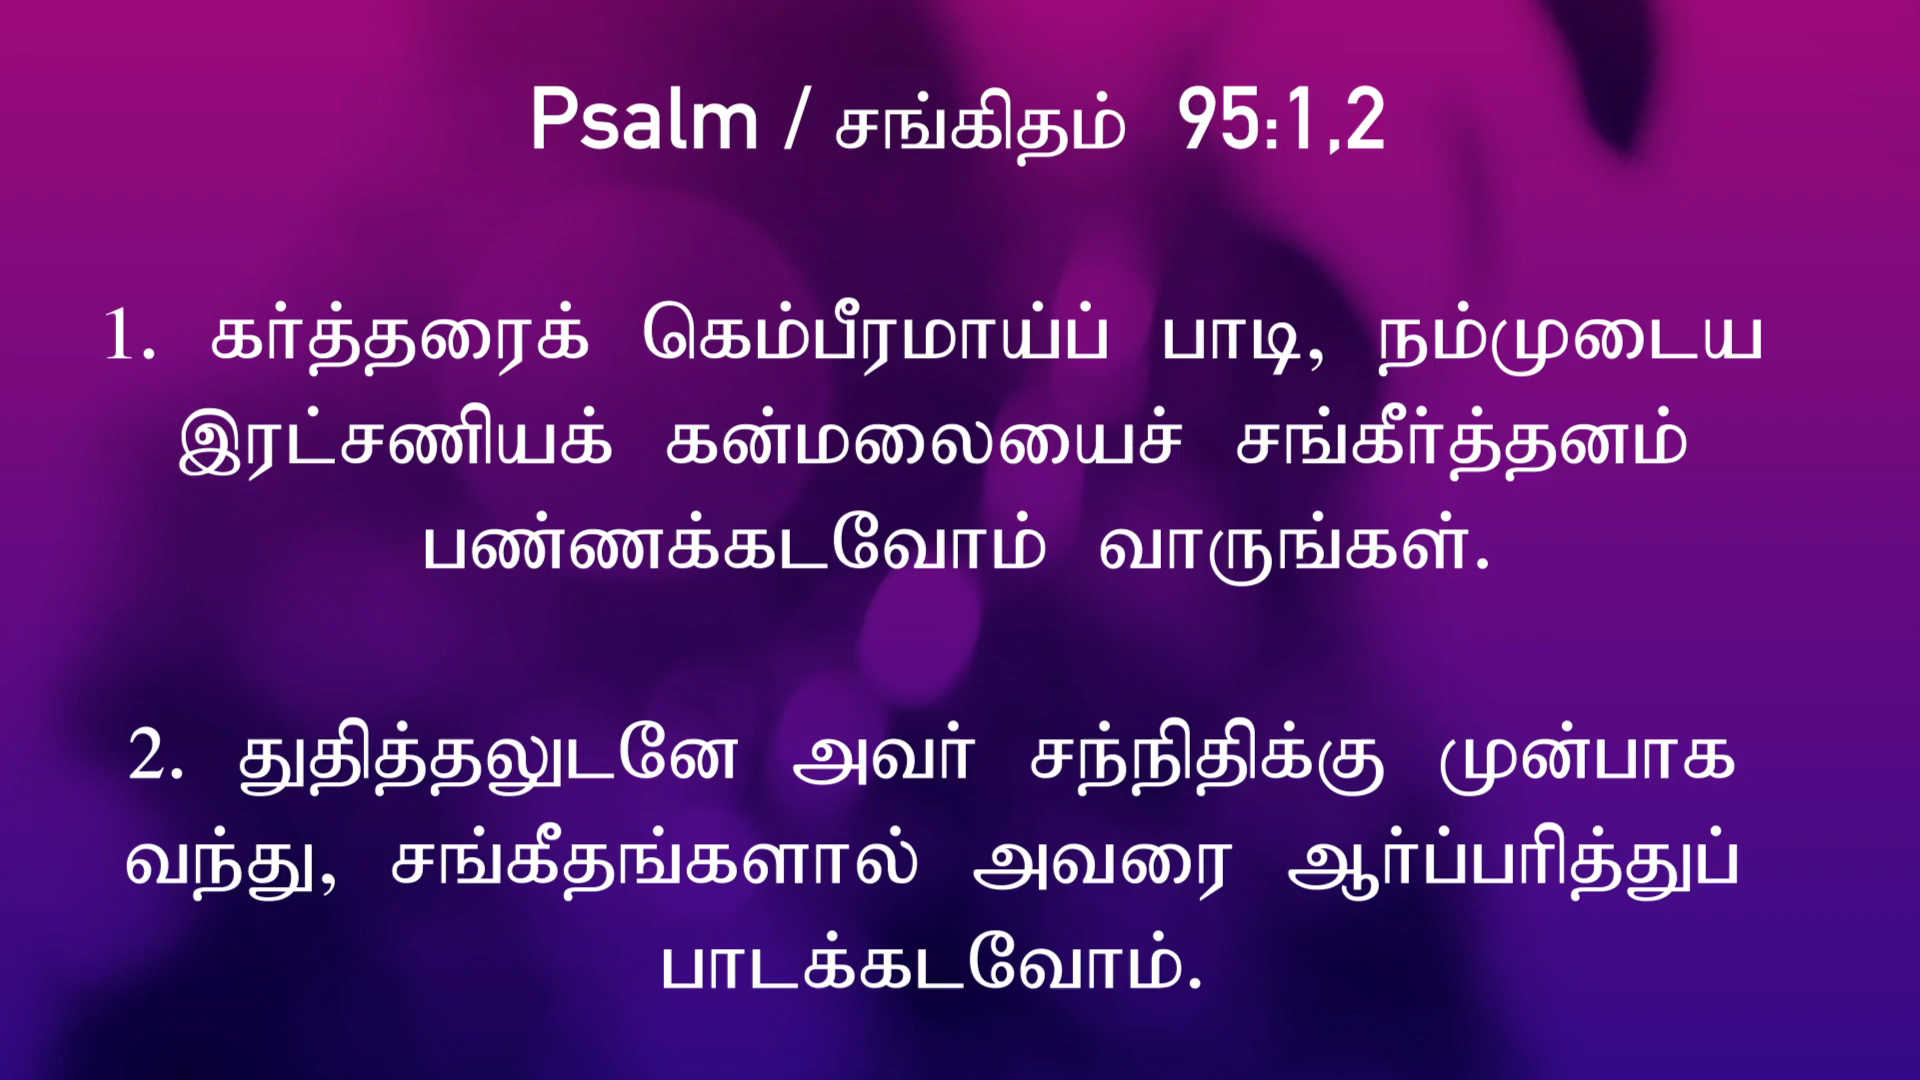 Psalm / சங்கிதம் 95:1,2
1. கர்த்தரைக் கெம்பீரமாய்ப் பாடி, நம்முடைய
இரட்சணியக் கன்மலையைச் சங்கீர்த்தனம்
பண்ணக்கடவோம் வாருங்கள்.
2. துதித்தலுடனே அவர் சந்நிதிக்கு முன்பாக
வந்து, சங்கீதங்களால் அவரை ஆர்ப்பரித்துப்
பாடக்கடவோம்.